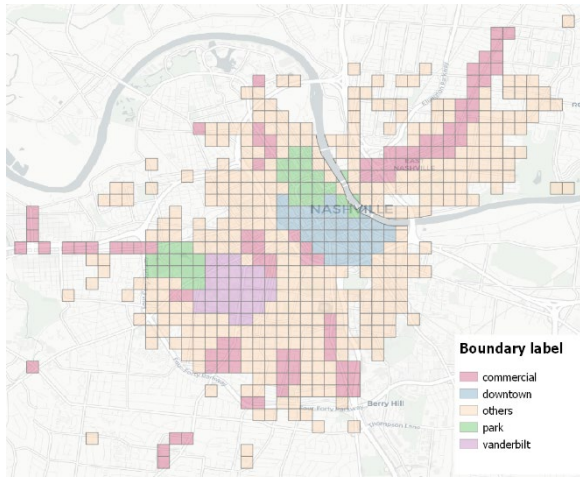 EAST
NASHVILLE
NASHVILLE
Berry Hill
Boundary label
commercial
downtown
others
park
vanderbilt